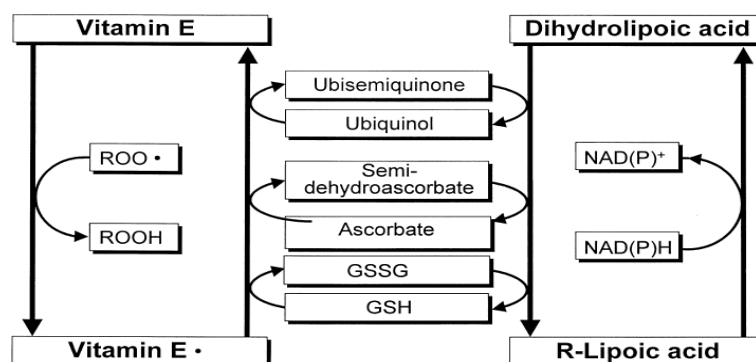 Vitamin E
Dihydrolipoic acid
Ubisemiquinone
Ubiquinol
ROO •
NAD(P)+
Semi-
dehydroascorbate
Ascorbate
ROOH
NAD(P)H
GSSG
GSH
Vitamin E •
R-Lipoic acid